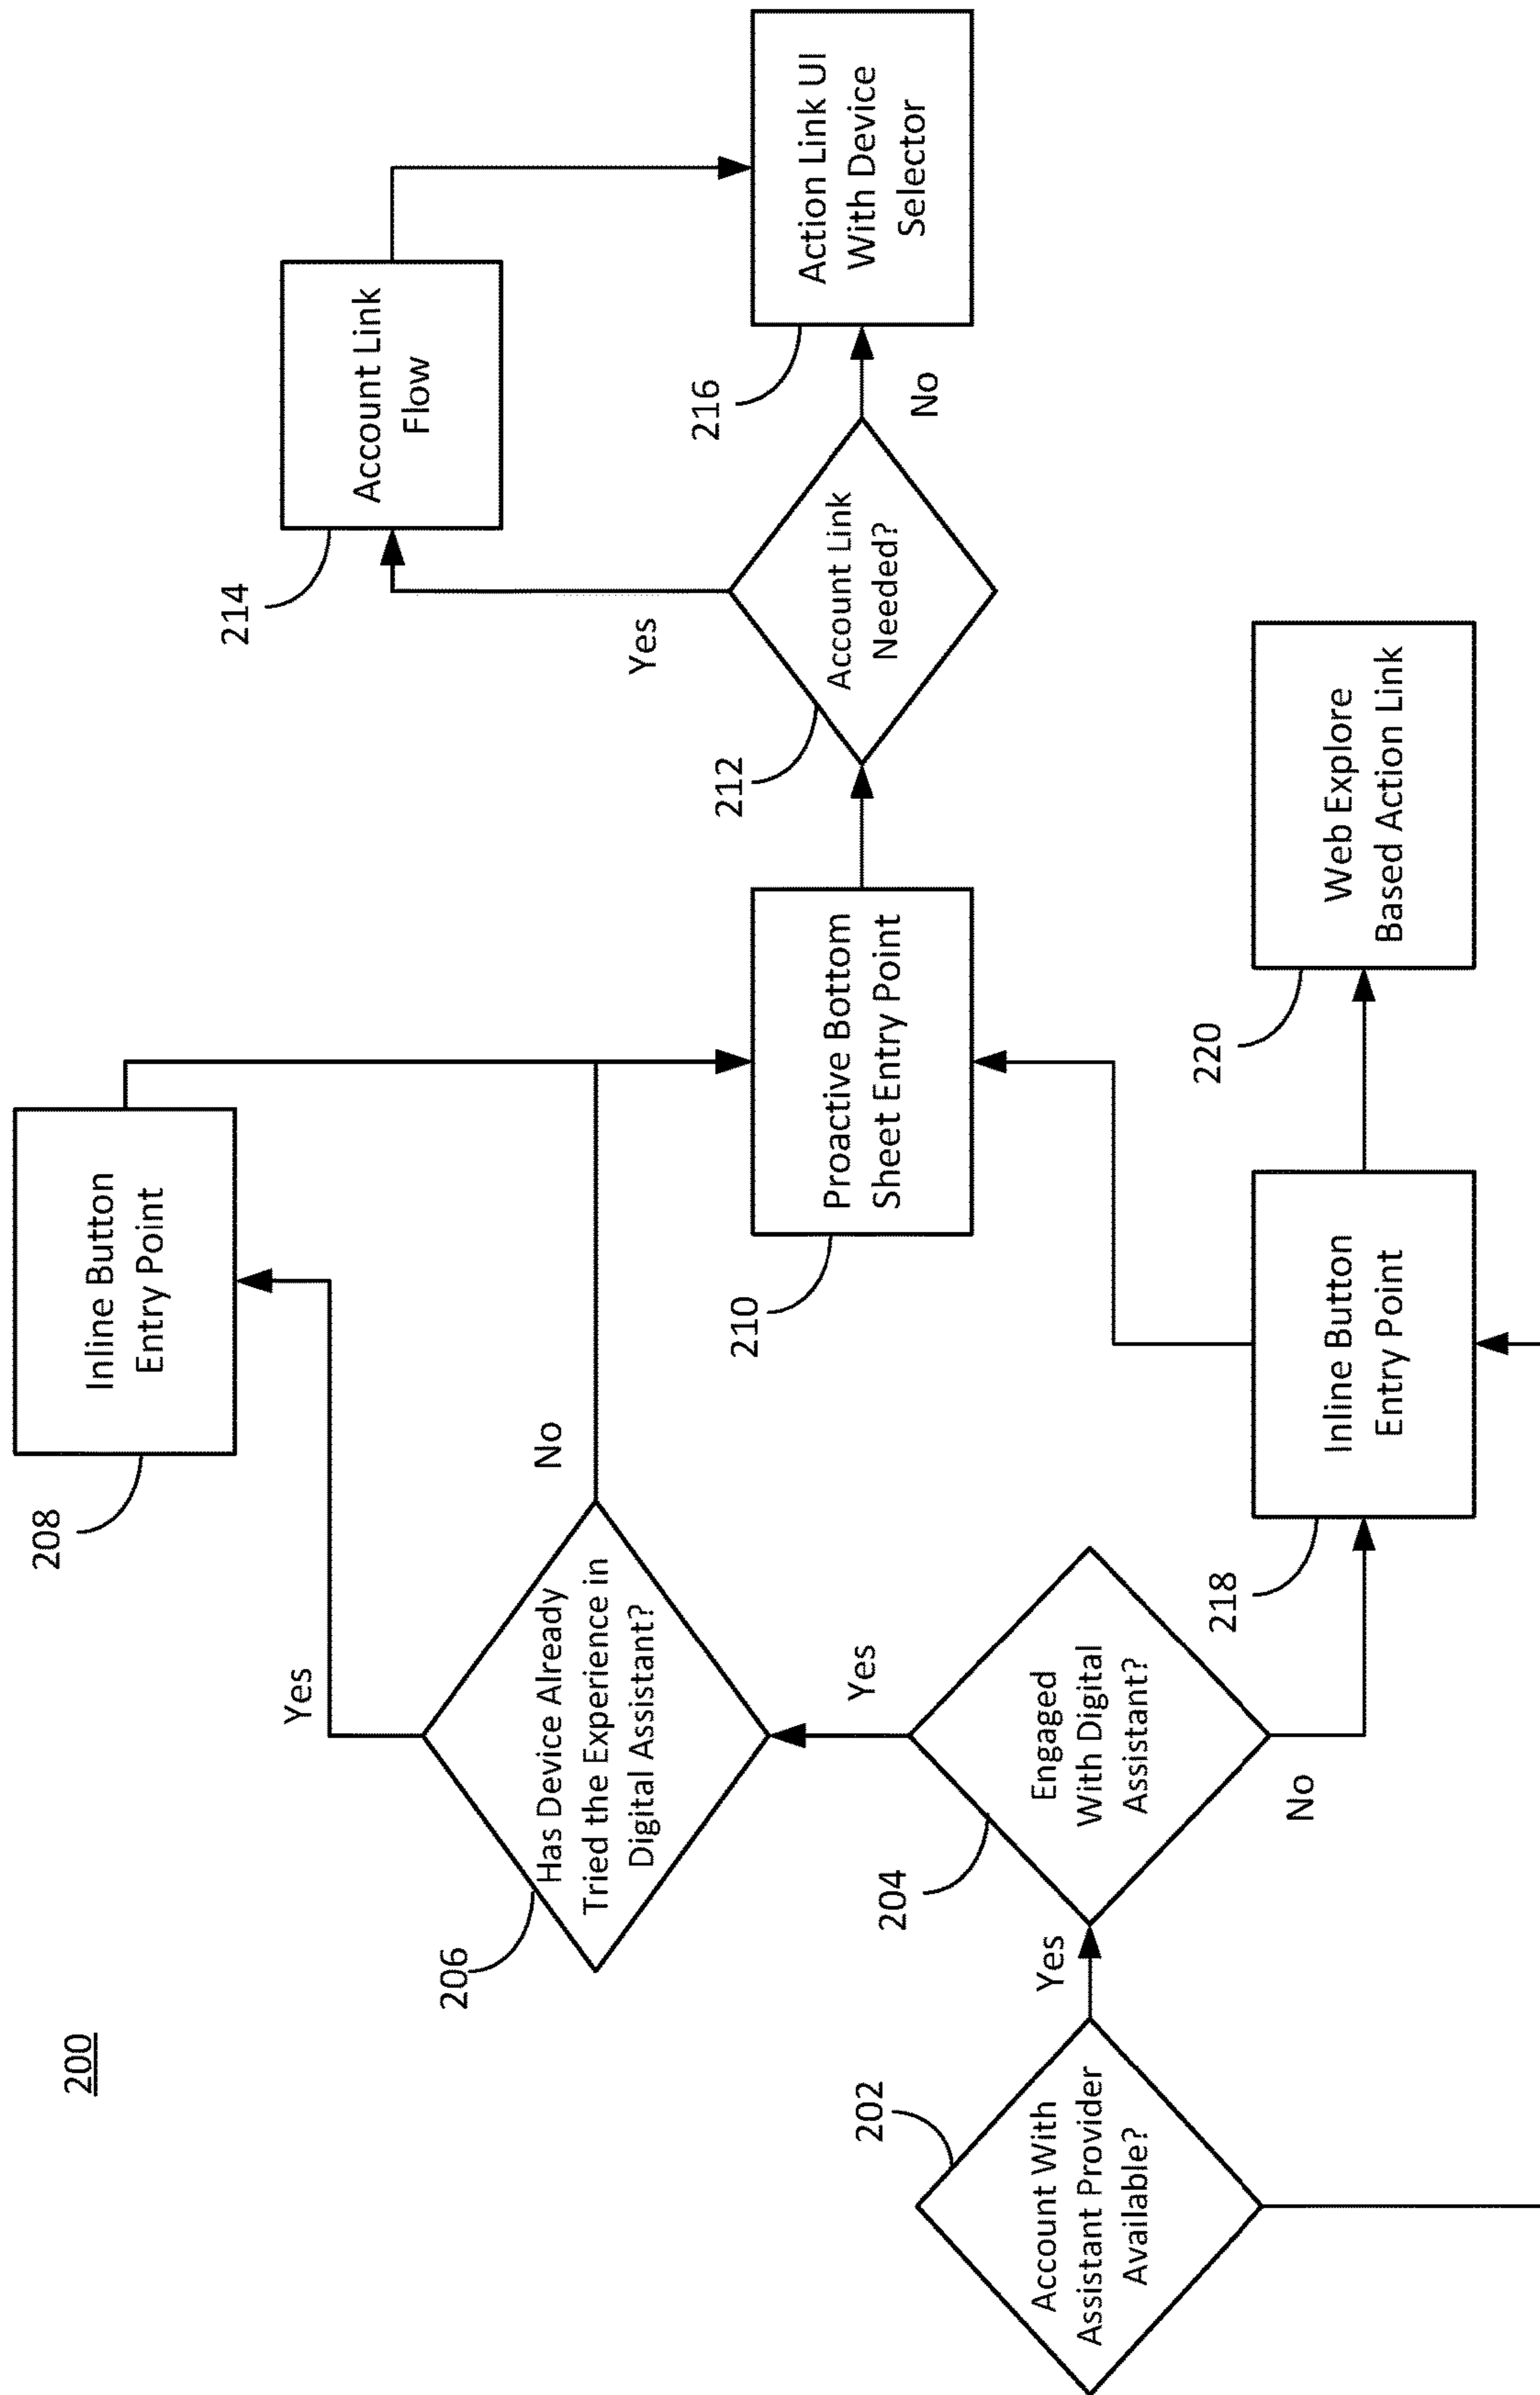 200
202
Account With
Assistant Provider
Available?
Yes
204
Engaged
With Digital
Assistant?
Yes
No
206
Has Device Already
Tried the Experience in
Digital Assistant?
Yes
No
208
Inline Button
Entry Point
210
Proactive Bottom
Sheet Entry Point
212
Account Link
Needed?
Yes
No
214
Account Link
Flow
216
Action Link UI
With Device
Selector
218
Inline Button
Entry Point
220
Web Explore
Based Action Link